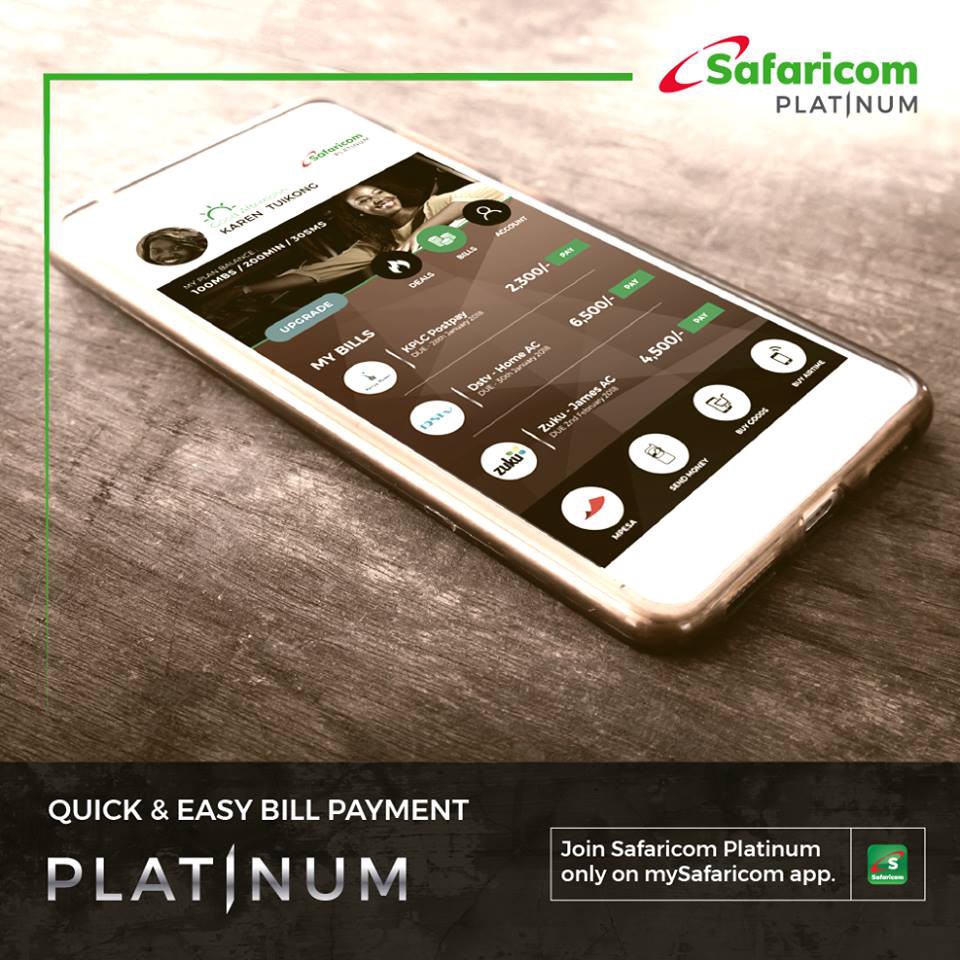 Safaricom
PLATINUM
Safaricom
PLATINUM
Good Afternoon
KAREN TUIKONG
MY PLAN BALANCE
100MBS / 200MIN / 30SMS
UPGRADE
DEALS
BILLS
ACCOUNT
MY BILLS
KPLC Postpay
DUE - 28th January 2018
2,300/-
PAY
Dstv - Home AC
DUE - 30th January 2018
6,500/-
PAY
DStv
Zuku - James AC
DUE 2nd February 2018
4,500/-
PAY
zuku
MPESA
SEND MONEY
BUY GOODS
BUY AIRTIME
QUICK & EASY BILL PAYMENT
PLATINUM
Join Safaricom Platinum
only on mySafaricom app.
S
Safaricom